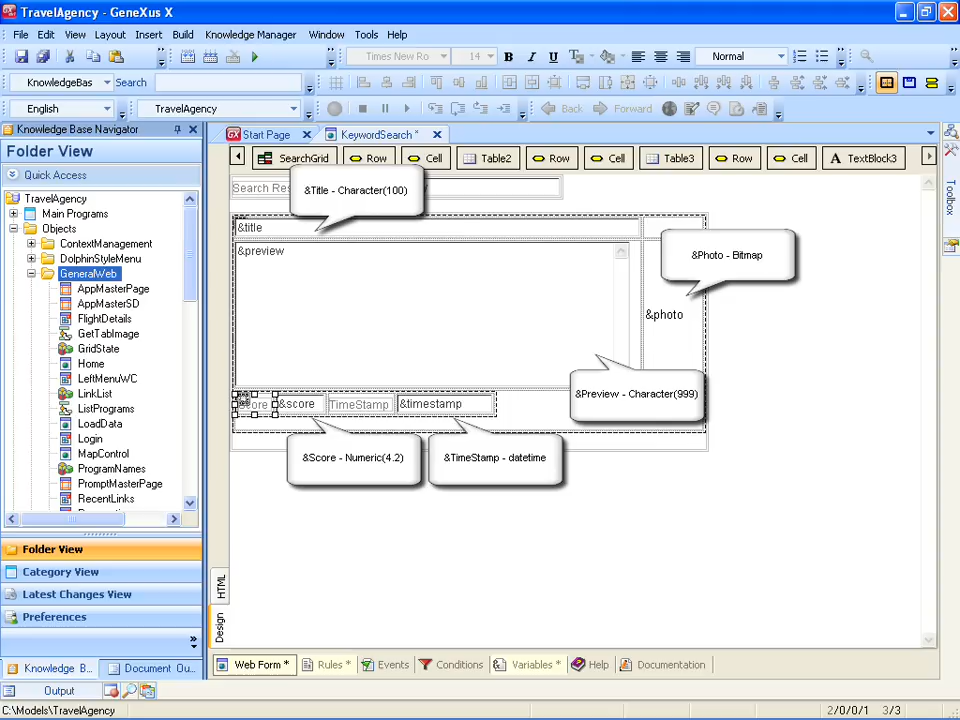 TravelAgency - GeneXus X
File Edit View Layout Insert Build Knowledge Manager Window Tools Help
Times New Ro 14 B I U Normal
KnowledgeBas Search
English TravelAgency Back Forward
Knowledge Base Navigator
Start Page KeywordSearch *
Folder View
SearchGrid Row Cell Table2 Row Cell Table3 Row Cell TextBlock3
Quick Access
Search Res
TravelAgency
Main Programs
Objects
ContextManagement
DolphinStyleMenu
GeneralWeb
AppMasterPage
AppMasterSD
FlightDetails
GetTabImage
GridState
Home
LeftMenuWC
LinkList
ListPrograms
LoadData
Login
MapControl
ProgramNames
PromptMasterPage
RecentLinks
&Title - Character(100)
&title
&preview
&Photo - Bitmap
&photo
&Preview - Character(999)
&score TimeStamp &timestamp
&Score - Numeric(4.2) &TimeStamp - datetime
Folder View
Category View
Latest Changes View
Preferences
HTML
Design
Toolbox
Knowledge B... Document Ou...
Web Form * Rules * Events Conditions Variables * Help Documentation
Output
C:\Models\TravelAgency 2/0/0/1 3/3